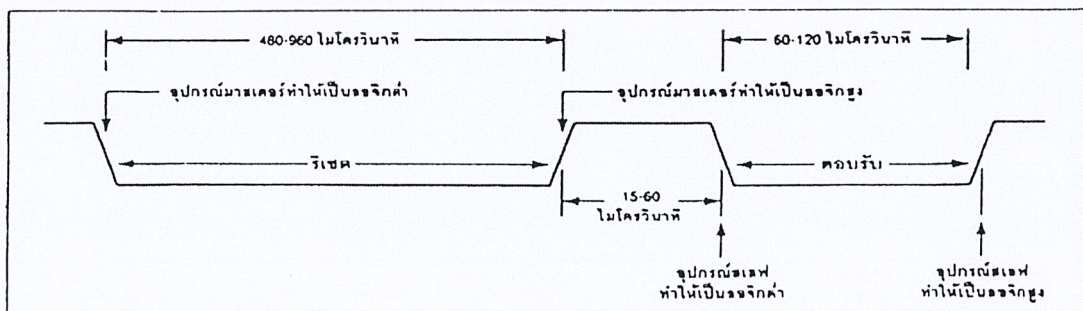 480-960 ไมโครวินาที
60-120 ไมโครวินาที
อุปกรณ์มาสเตอร์ทำให้เป็นลอจิกต่ำ
อุปกรณ์มาสเตอร์ทำให้เป็นลอจิกสูง
รีเซต
ตอบรับ
15-60
ไมโครวินาที
อุปกรณ์สเลฟ
ทำให้เป็นลอจิกต่ำ
อุปกรณ์สเลฟ
ทำให้เป็นลอจิกสูง